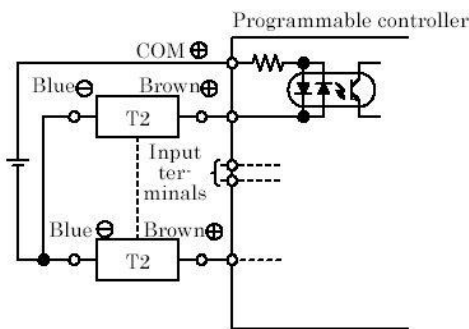 Programmable controller
COM ⊕
Blue ⊖ Brown ⊕
T2
Input
ter-
minals
Blue ⊖ Brown ⊕
T2